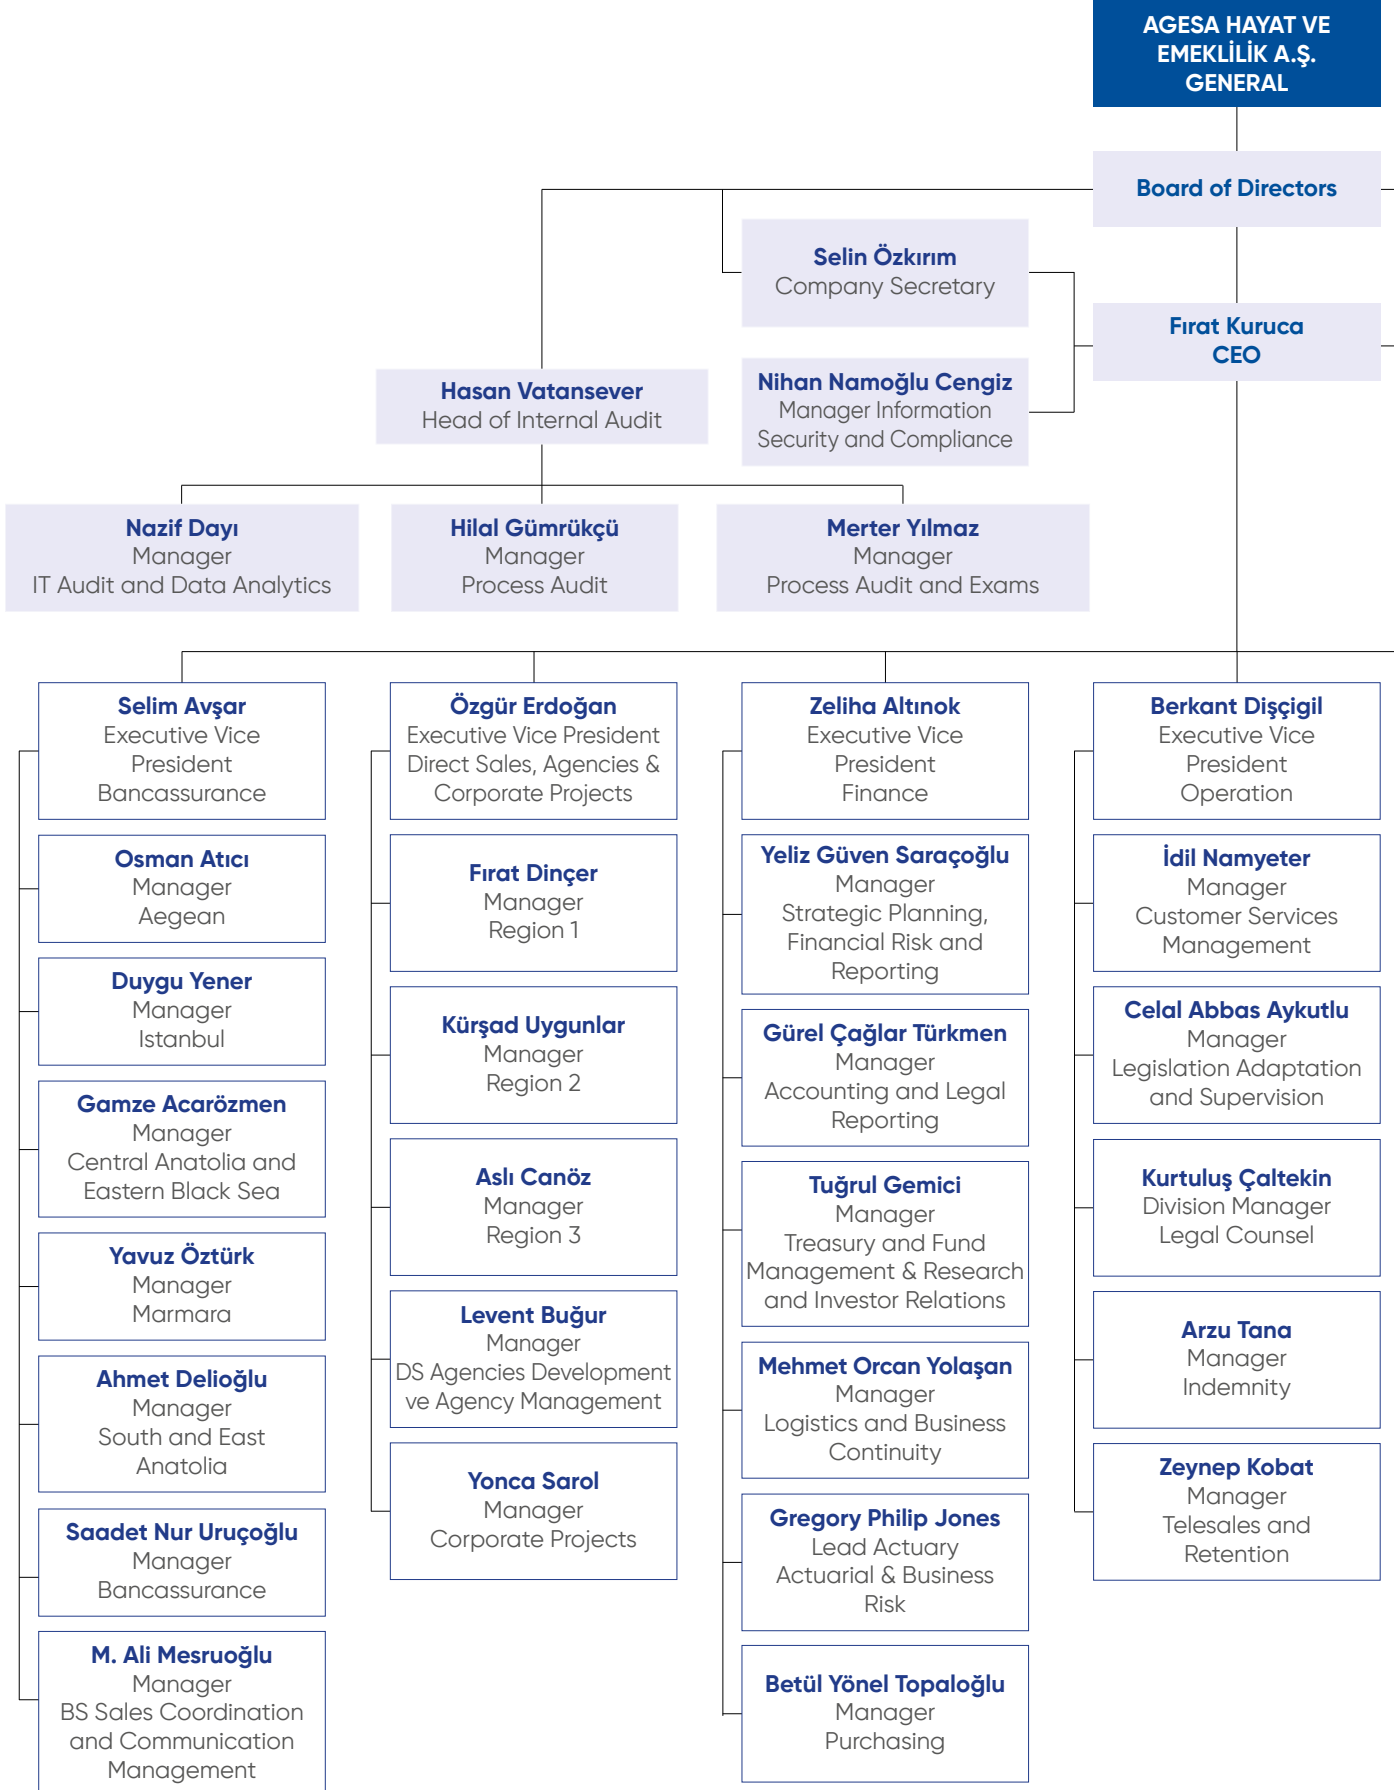 AGESA HAYAT VE
EMEKLİLİK A.Ş.
GENERAL
Board of Directors
Selin Özkırım
Company Secretary
Fırat Kuruca
CEO
Nihan Namoğlu Cengiz
Manager Information
Security and Compliance
Hasan Vatansever
Head of Internal Audit
Nazif Dayı
Manager
IT Audit and Data Analytics
Hilal Gümrükçü
Manager
Process Audit
Merter Yılmaz
Manager
Process Audit and Exams
Selim Avşar
Executive Vice
President
Bancassurance
Osman Atıcı
Manager
Aegean
Duygu Yener
Manager
Istanbul
Gamze Acarözmen
Manager
Central Anatolia and
Eastern Black Sea
Yavuz Öztürk
Manager
Marmara
Ahmet Delioğlu
Manager
South and East
Anatolia
Saadet Nur Uruçoğlu
Manager
Bancassurance
M. Ali Mesruoğlu
Manager
BS Sales Coordination
and Communication
Management
Özgür Erdoğan
Executive Vice President
Direct Sales, Agencies &
Corporate Projects
Fırat Dinçer
Manager
Region 1
Kürşad Uygunlar
Manager
Region 2
Aslı Canöz
Manager
Region 3
Levent Buğur
Manager
DS Agencies Development
ve Agency Management
Yonca Sarol
Manager
Corporate Projects
Zeliha Altınok
Executive Vice
President
Finance
Yeliz Güven Saraçoğlu
Manager
Strategic Planning,
Financial Risk and
Reporting
Gürel Çağlar Türkmen
Manager
Accounting and Legal
Reporting
Tuğrul Gemici
Manager
Treasury and Fund
Management & Research
and Investor Relations
Mehmet Orcan Yolaşan
Manager
Logistics and Business
Continuity
Gregory Philip Jones
Lead Actuary
Actuarial & Business
Risk
Betül Yönel Topaloğlu
Manager
Purchasing
Berkant Dişçigil
Executive Vice
President
Operation
İdil Namyeter
Manager
Customer Services
Management
Celal Abbas Aykutlu
Manager
Legislation Adaptation
and Supervision
Kurtuluş Çaltekin
Division Manager
Legal Counsel
Arzu Tana
Manager
Indemnity
Zeynep Kobat
Manager
Telesales and
Retention